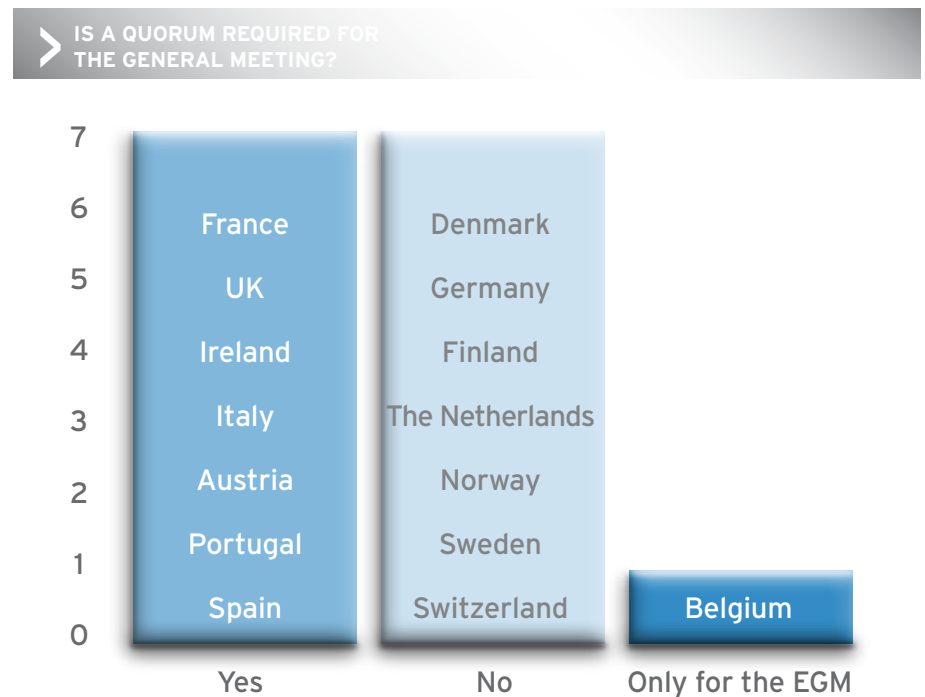 IS A QUORUM REQUIRED FOR
THE GENERAL MEETING?
7
6
5
4
3
2
1
0
France
UK
Ireland
Italy
Austria
Portugal
Spain
Denmark
Germany
Finland
The Netherlands
Norway
Sweden
Switzerland
Belgium
Yes
No
Only for the EGM